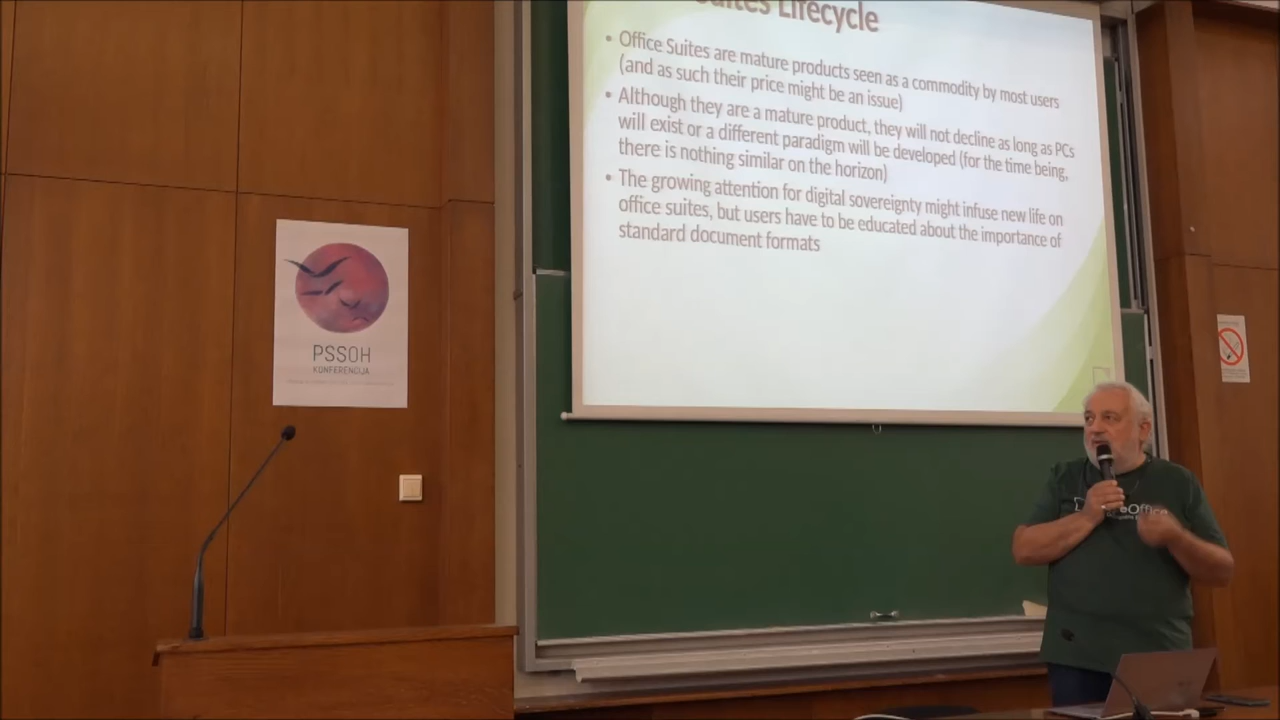 Suites Lifecycle
• Office Suites are mature products seen as a commodity by most users
(and as such their price might be an issue)
• Although they are a mature product, they will not decline as long as PCs
will exist or a different paradigm will be developed (for the time being,
there is nothing similar on the horizon)
• The growing attention for digital sovereignty might infuse new life on
office suites, but users have to be educated about the importance of
standard document formats
PSSOH
KONFERENCIJA
Office